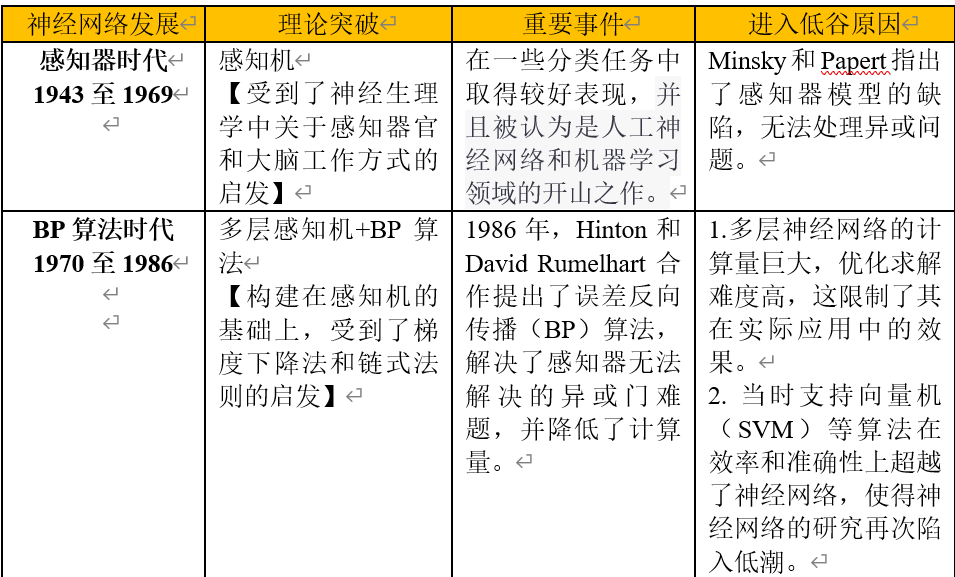 神经网络发展
理论突破
重要事件
进入低谷原因
感知器时代
1943 至 1969
感知机
【受到了神经生理
学中关于感知器官
和大脑工作方式的
启发】
在一些分类任务中
取得较好表现，并
且被认为是人工神
经网络和机器学习
领域的开山之作。
Minsky 和 Papert 指出
了感知器模型的缺
陷，无法处理异或问
题。
BP 算法时代
1970 至 1986
多层感知机+BP 算
法
【构建在感知机的
基础上，受到了梯
度下降法和链式法
则的启发】
1986 年，Hinton 和
David Rumelhart 合
作提出了误差反向
传播（BP）算法，
解决了感知器无法
解决的异或门难
题，并降低了计算
量。
1.多层神经网络的计
算量巨大，优化求解
难度高，这限制了其
在实际应用中的效
果。
2. 当时支持向量机
（SVM）等算法在
效率和准确性上超越
了神经网络，使得神
经网络的研究再次陷
入低潮。